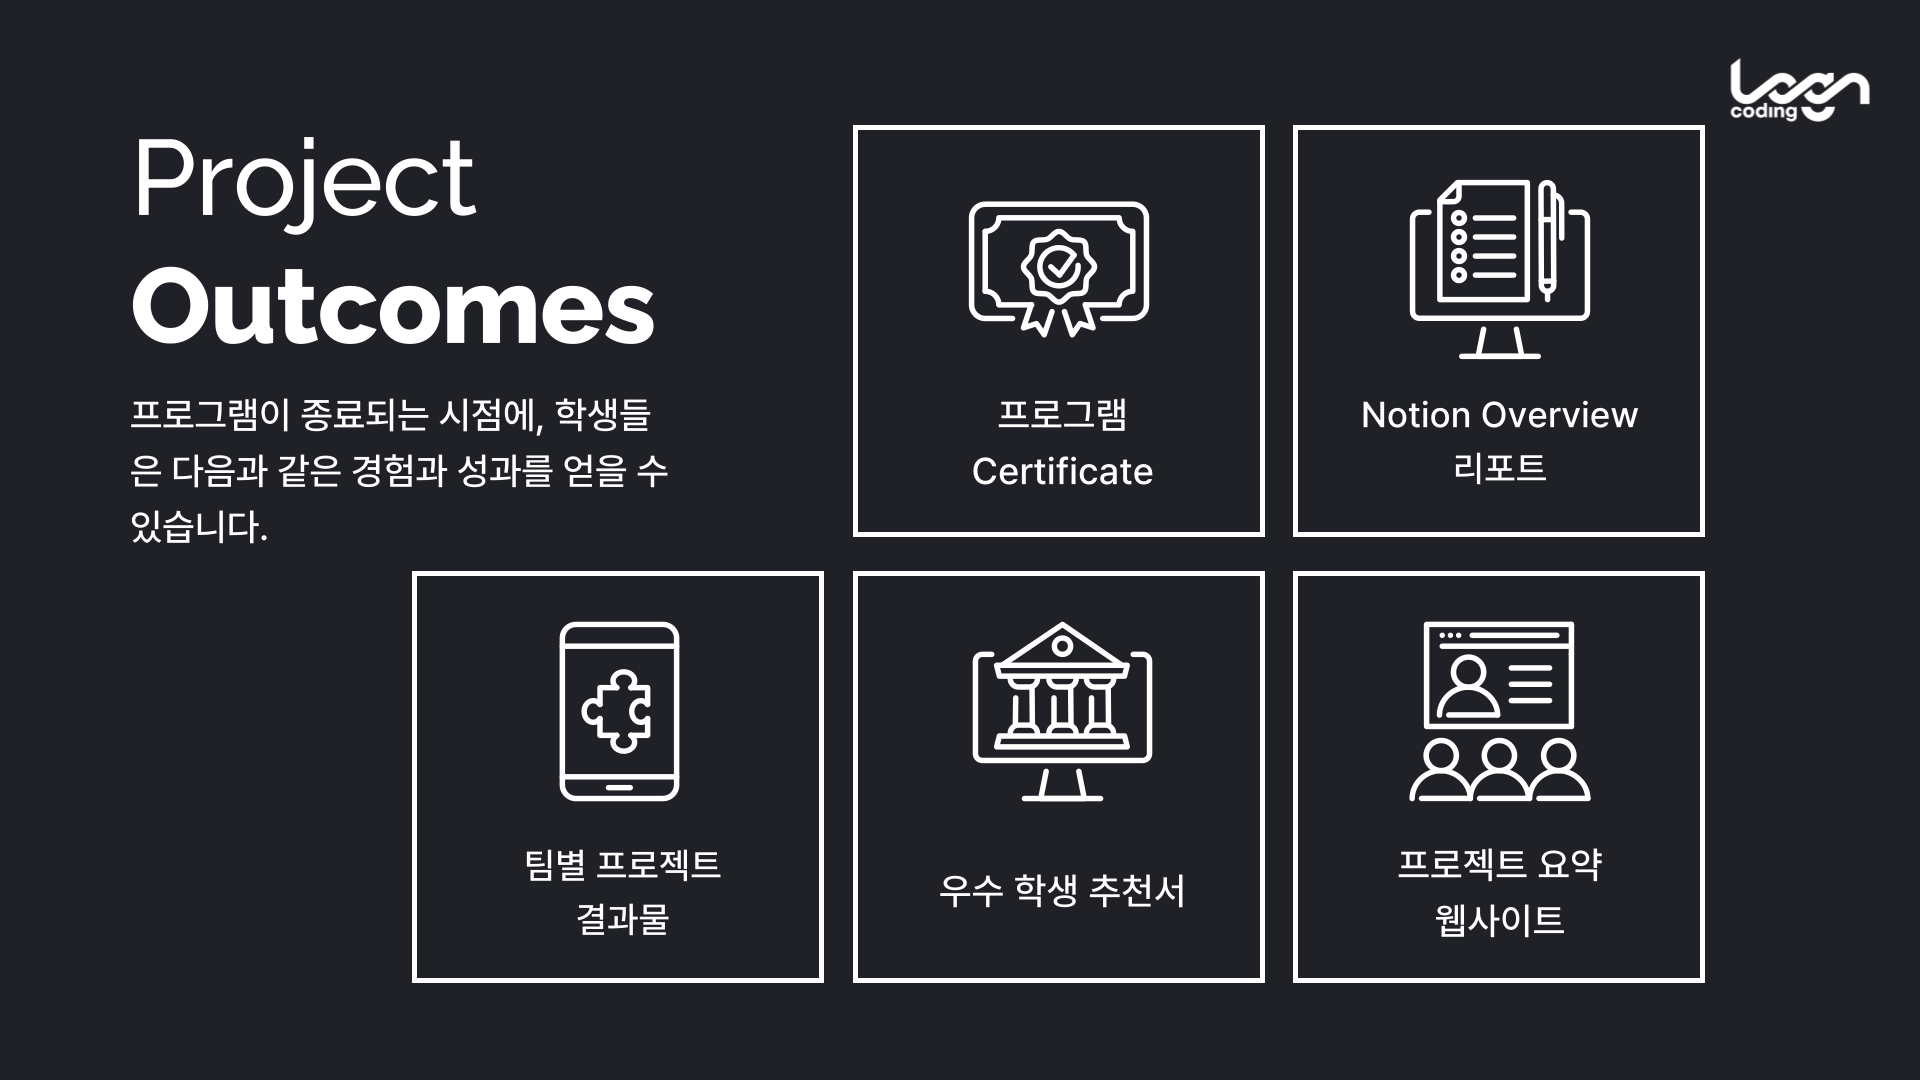 Project
Outcomes
프로그램이 종료되는 시점에, 학생들
은 다음과 같은 경험과 성과를 얻을 수
있습니다.
coding
프로그램
Certificate
Notion Overview
리포트
팀별 프로젝트
결과물
우수 학생 추천서
프로젝트 요약
웹사이트